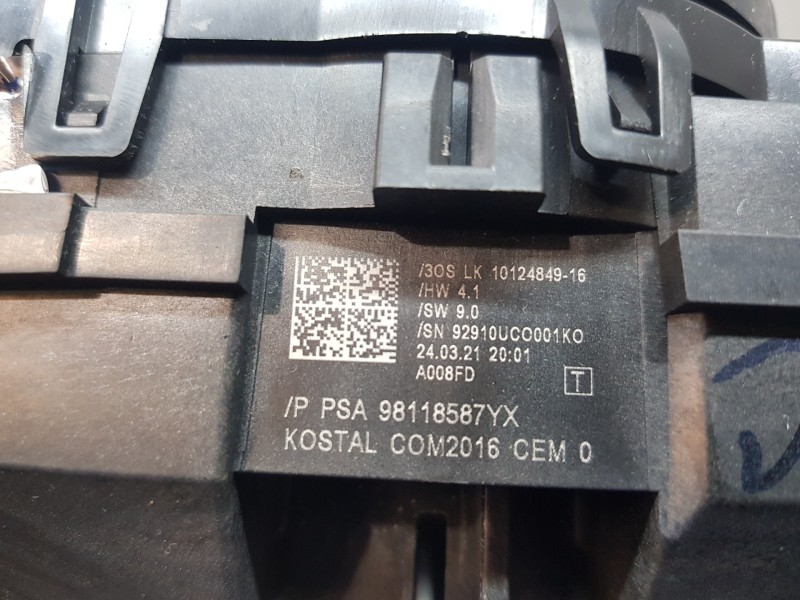 /3OS LK 10124849-16
/HW 4.1
/SW 9.0
/SN 92910UCO001KO
24.03.21 20:01
A008FD
T
/P PSA 98118587YX
KOSTAL COM2016 CEM 0